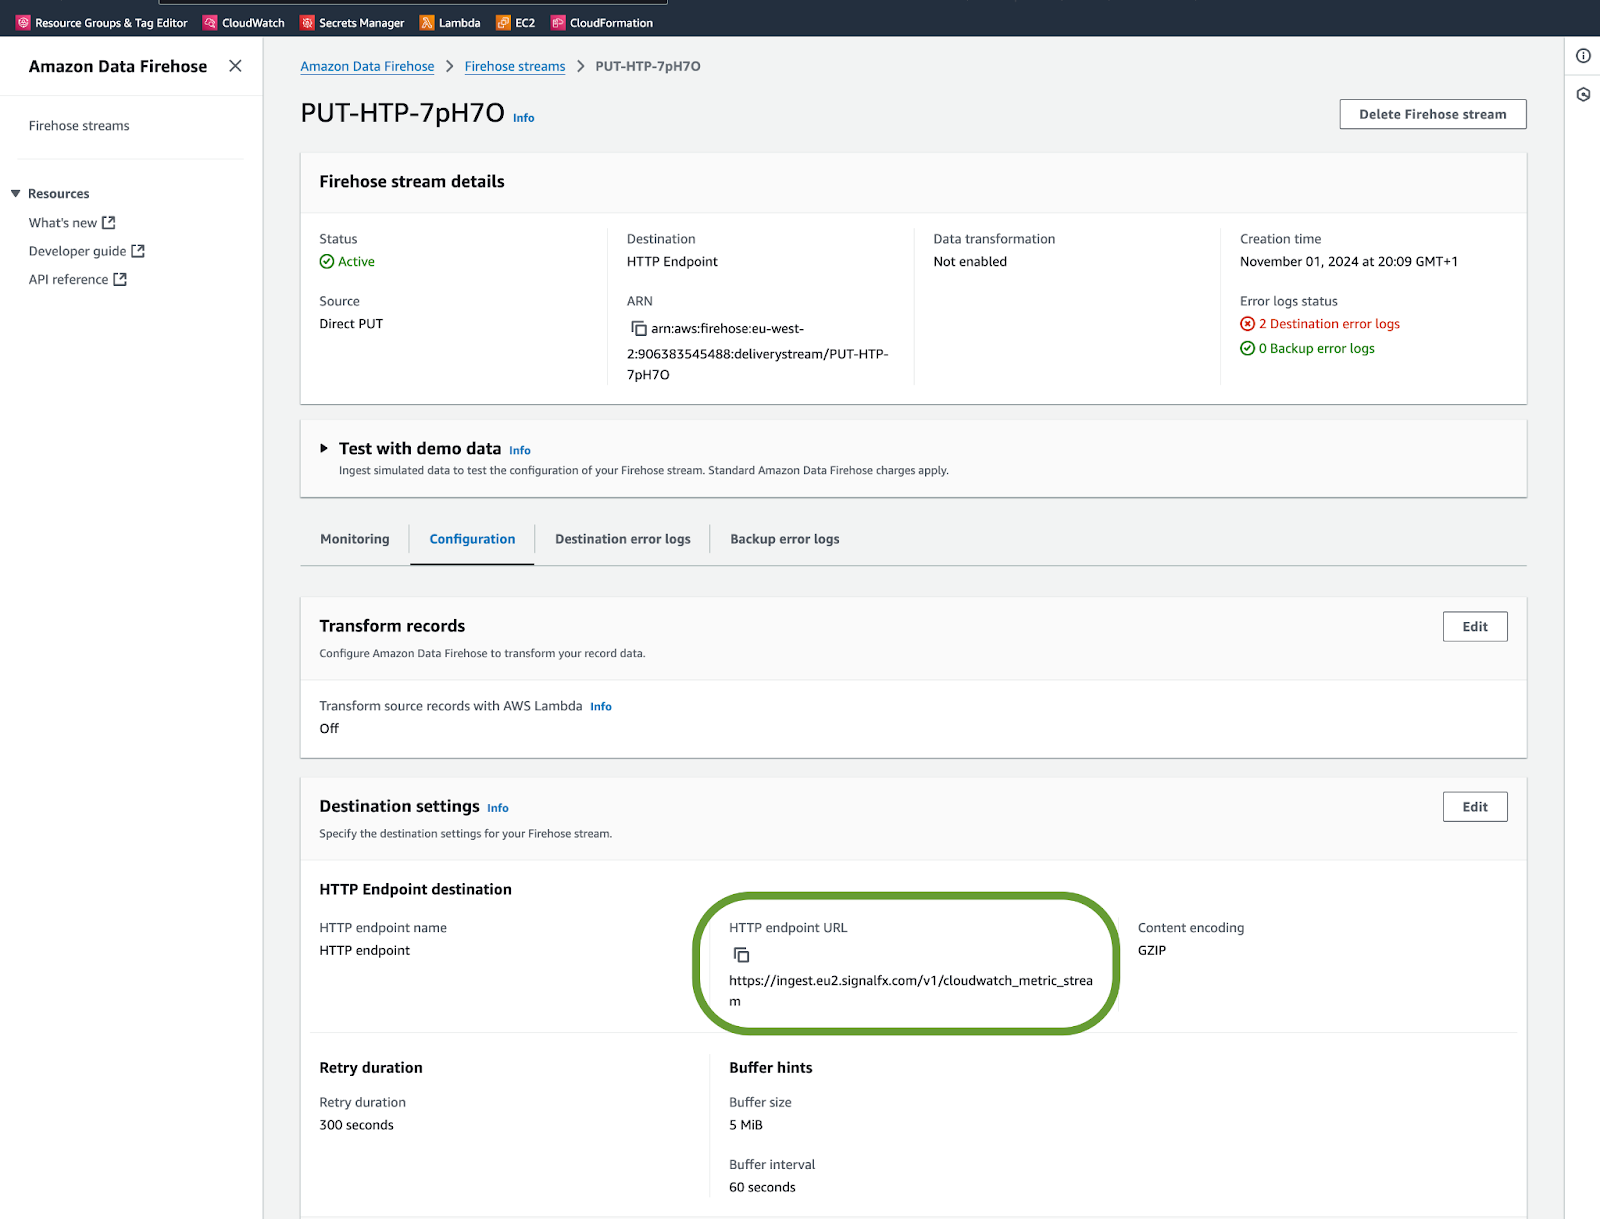 Resource Groups & Tag Editor CloudWatch Secrets Manager Lambda EC2 CloudFormation
Amazon Data Firehose
Firehose streams
Resources
What's new
Developer guide
API reference
Amazon Data Firehose > Firehose streams > PUT-HTP-7pH7O
PUT-HTP-7pH7O Info
Delete Firehose stream
Firehose stream details
Status
Active
Source
Direct PUT
Destination
HTTP Endpoint
ARN
arn:aws:firehose:eu-west-
2:906383545488:deliverystream/PUT-HTP-
7pH7O
Data transformation
Not enabled
Creation time
November 01, 2024 at 20:09 GMT+1
Error logs status
2 Destination error logs
0 Backup error logs
Test with demo data Info
Ingest simulated data to test the configuration of your Firehose stream. Standard Amazon Data Firehose charges apply.
Monitoring Configuration Destination error logs Backup error logs
Transform records
Edit
Configure Amazon Data Firehose to transform your record data.
Transform source records with AWS Lambda Info
Off
Destination settings Info
Edit
Specify the destination settings for your Firehose stream.
HTTP Endpoint destination
HTTP endpoint name
HTTP endpoint
HTTP endpoint URL
https://ingest.eu2.signalfx.com/v1/cloudwatch_metric_strea
m
Content encoding
GZIP
Retry duration
Retry duration
300 seconds
Buffer hints
Buffer size
5 MiB
Buffer interval
60 seconds